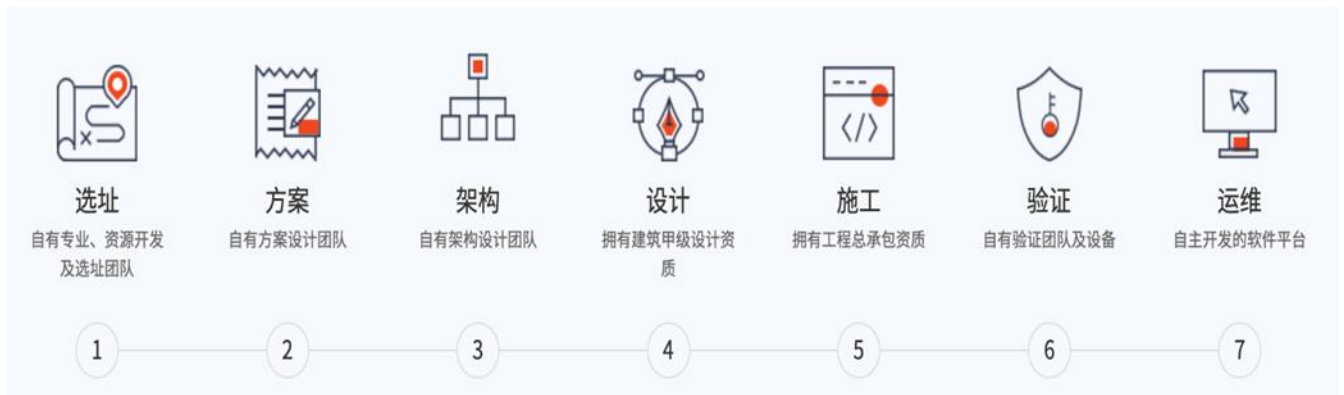 选址
自有专业、资源开发
及选址团队
方案
自有方案设计团队
架构
自有架构设计团队
设计
拥有建筑甲级设计资
质
施工
拥有工程总承包资质
验证
自有验证团队及设备
运维
自主开发的软件平台
1
2
3
4
5
6
7